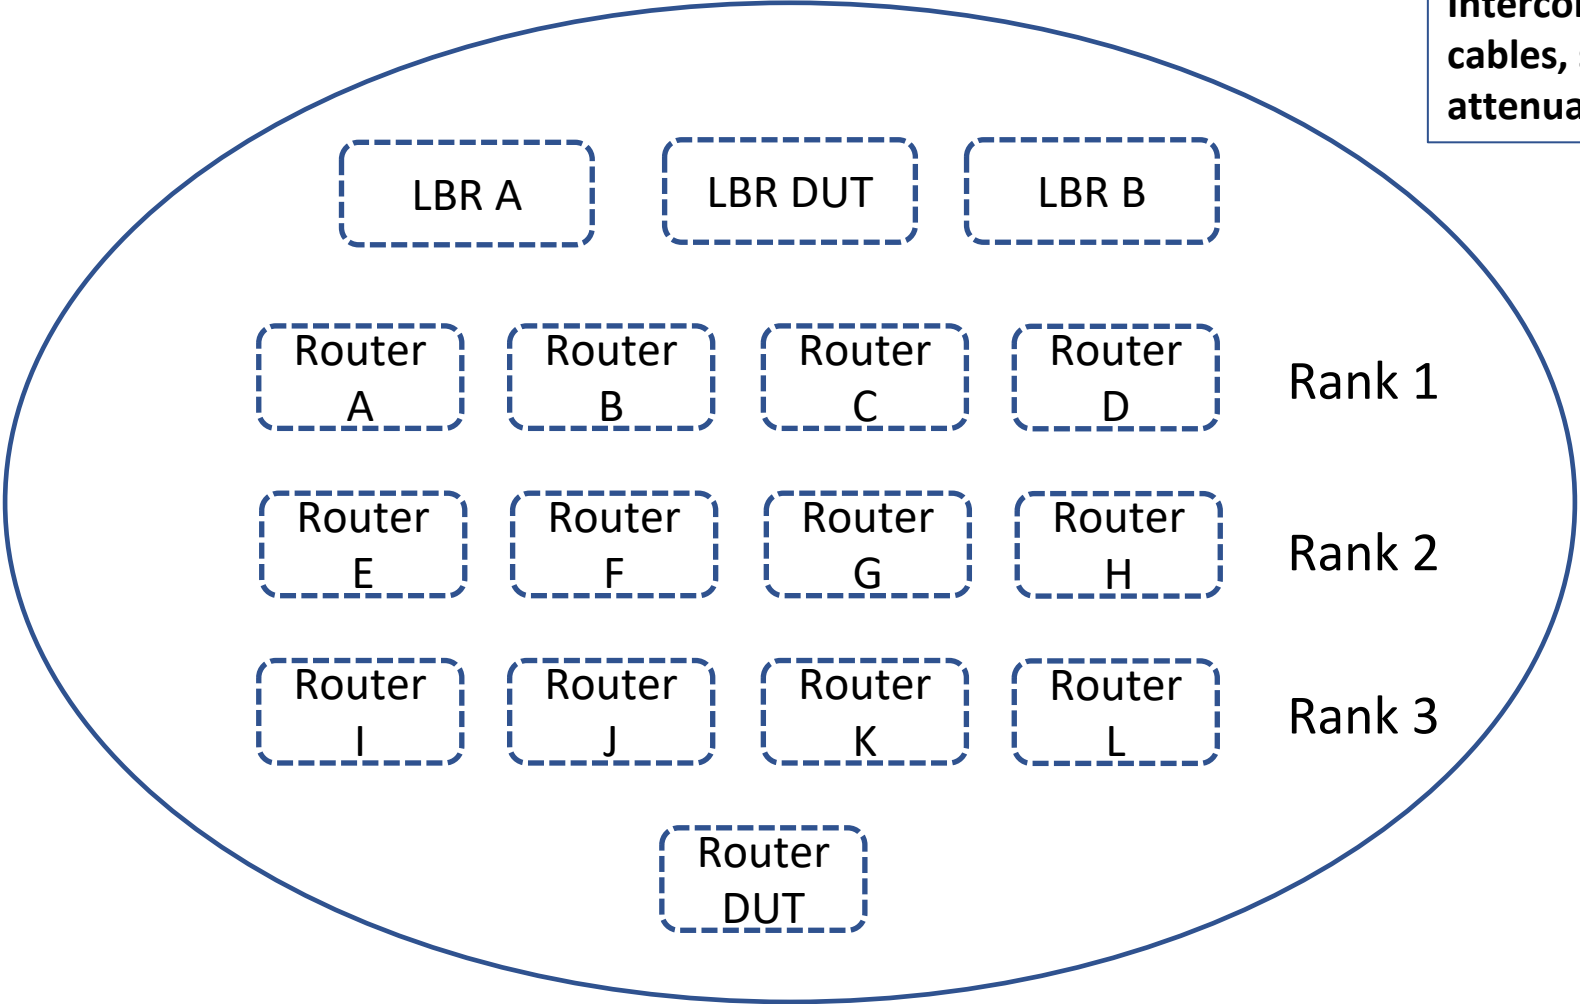 cables,
LBR A
LBR DUT
LBR B
Router
A
Router
B
Router
C
Router
D
Rank 1
Router
E
Router
F
Router
G
Router
H
Rank 2
Router
I
Router
J
Router
K
Router
L
Rank 3
Router
DUT